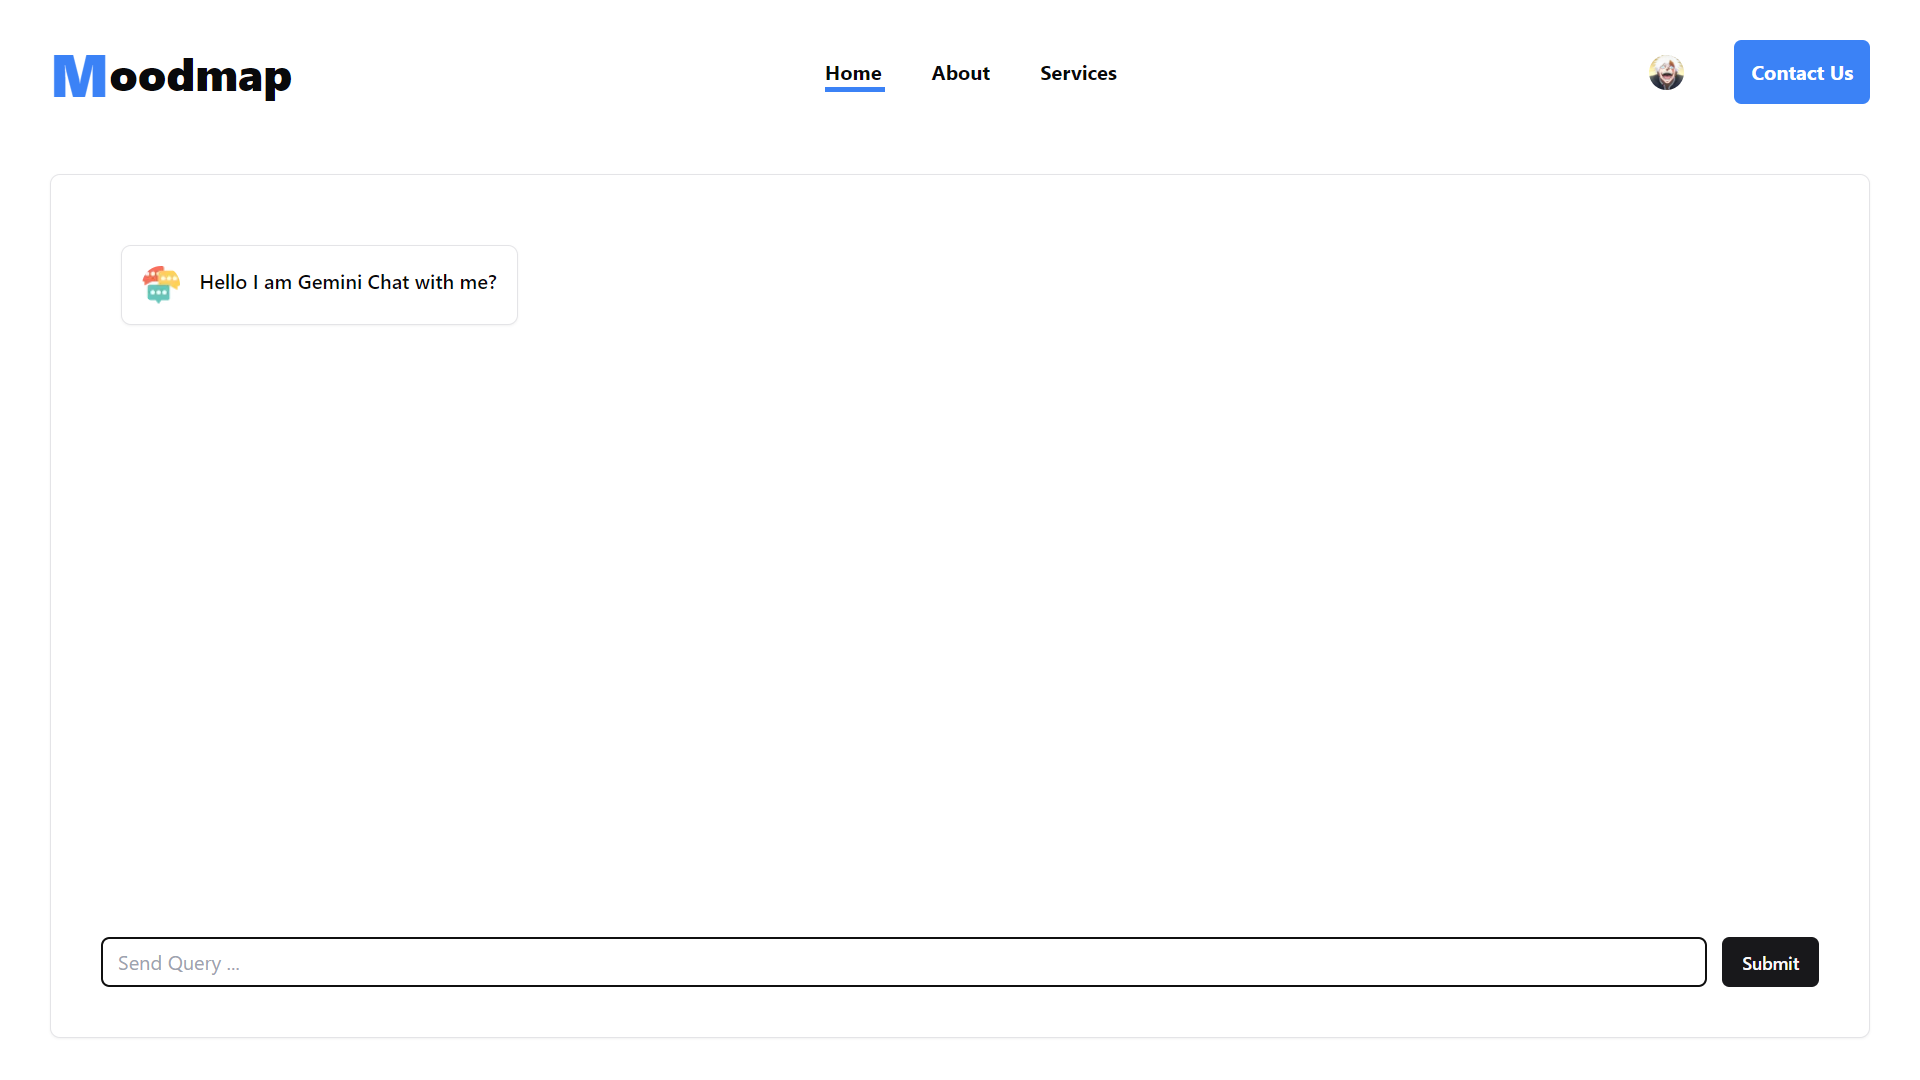 Moodmap
Home About Services
Contact Us
Hello I am Gemini Chat with me?
Send Query ...
Submit